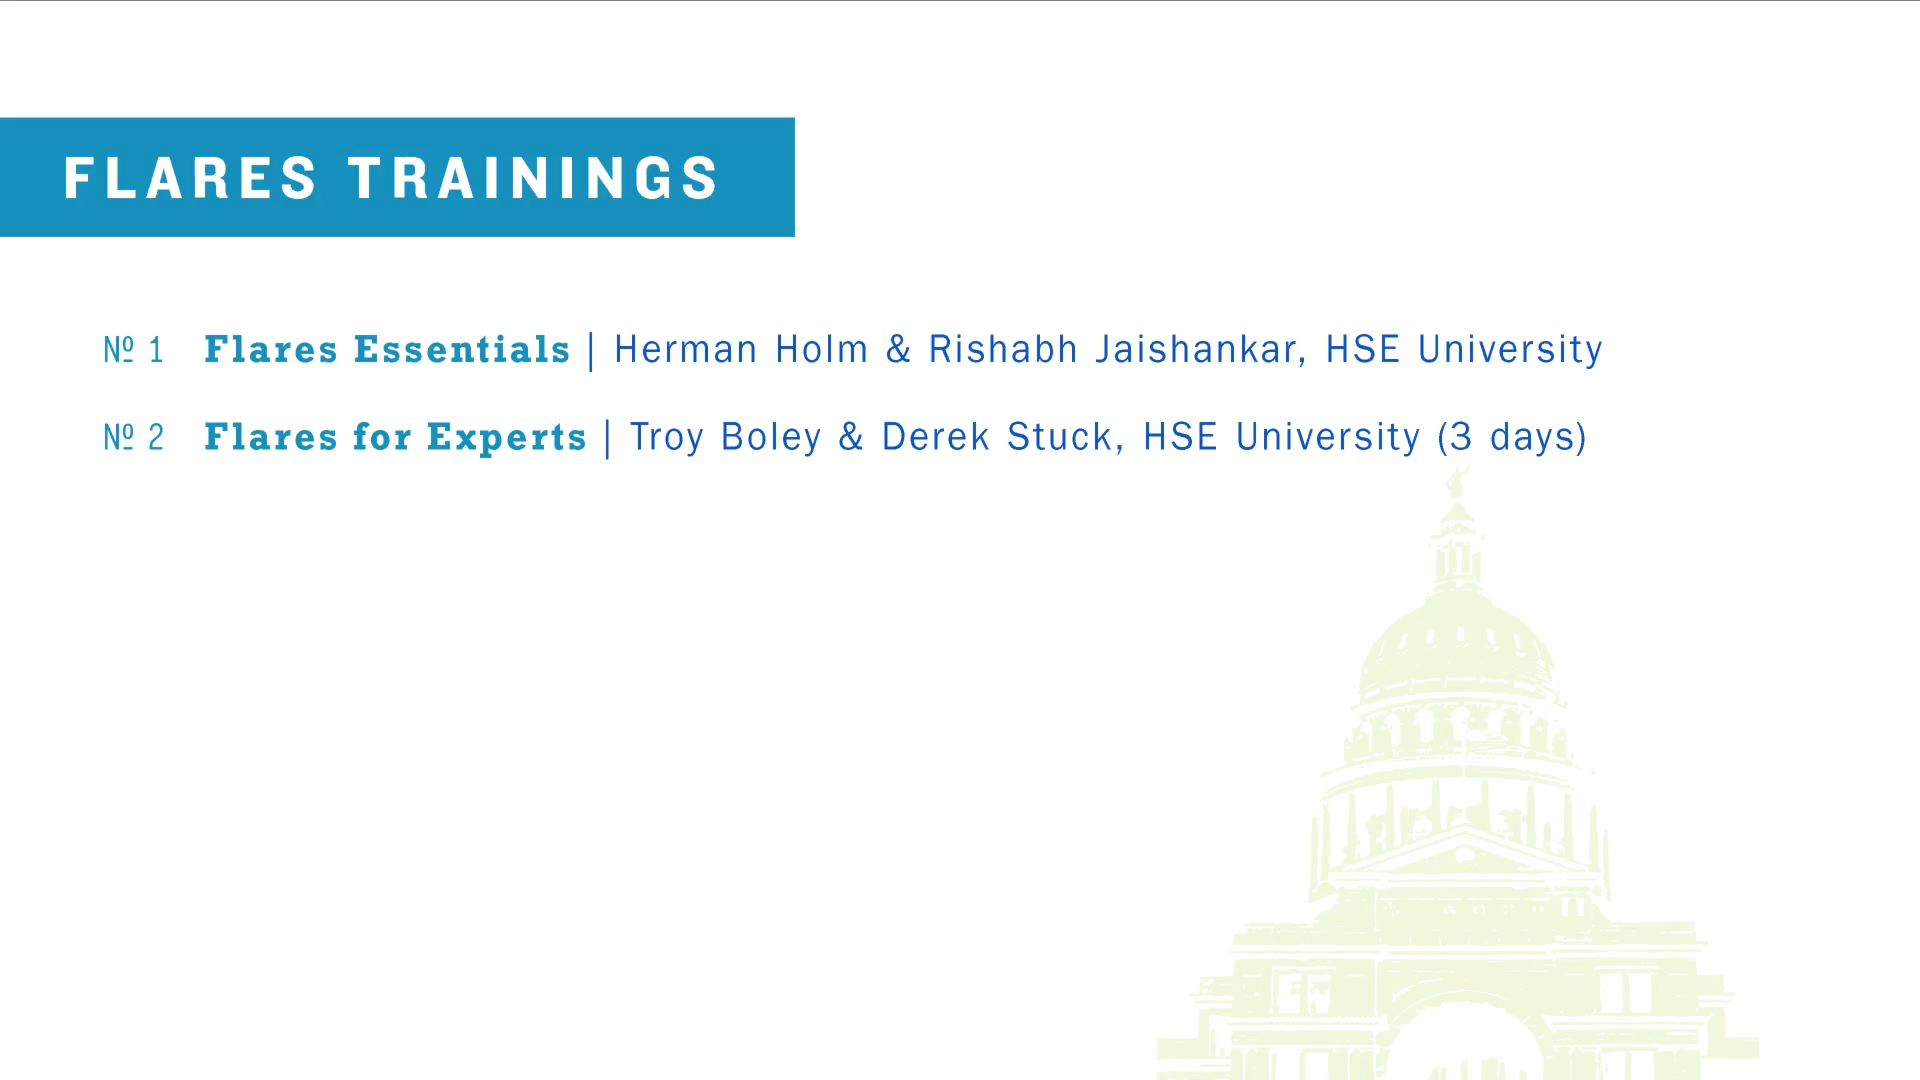 FLARES TRAININGS
№ 1 Flares Essentials | Herman Holm & Rishabh Jaishankar, HSE University
№ 2 Flares for Experts | Troy Boley & Derek Stuck, HSE University (3 days)